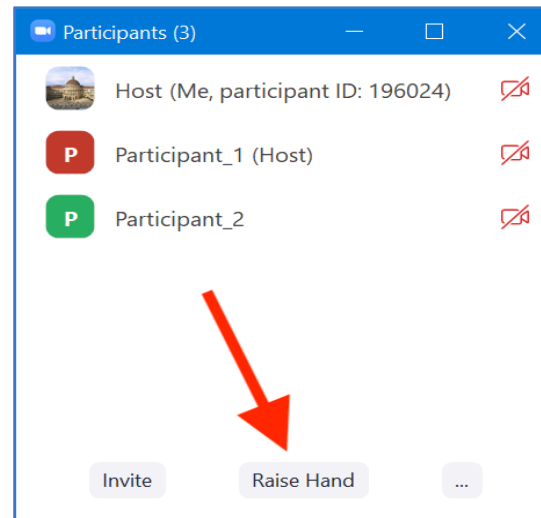 Participants (3)
Host (Me, participant ID: 196024)
P Participant_1 (Host)
P Participant_2
Invite Raise Hand ...